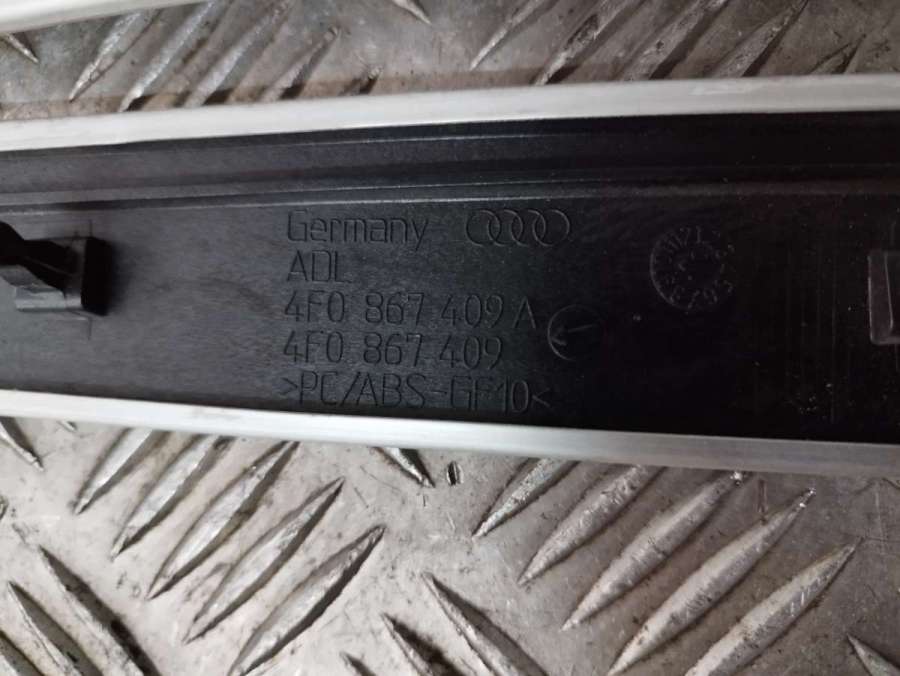 Germany
ADL
4F0 867 409 A
4F0 867 409
>PC/ABS-GF10<